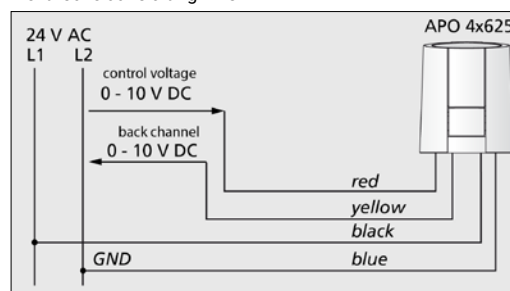 24 V AC
L1 L2
APO 4x625
control voltage
0 - 10 V DC
back channel
0 - 10 V DC
red
yellow
black
GND
blue